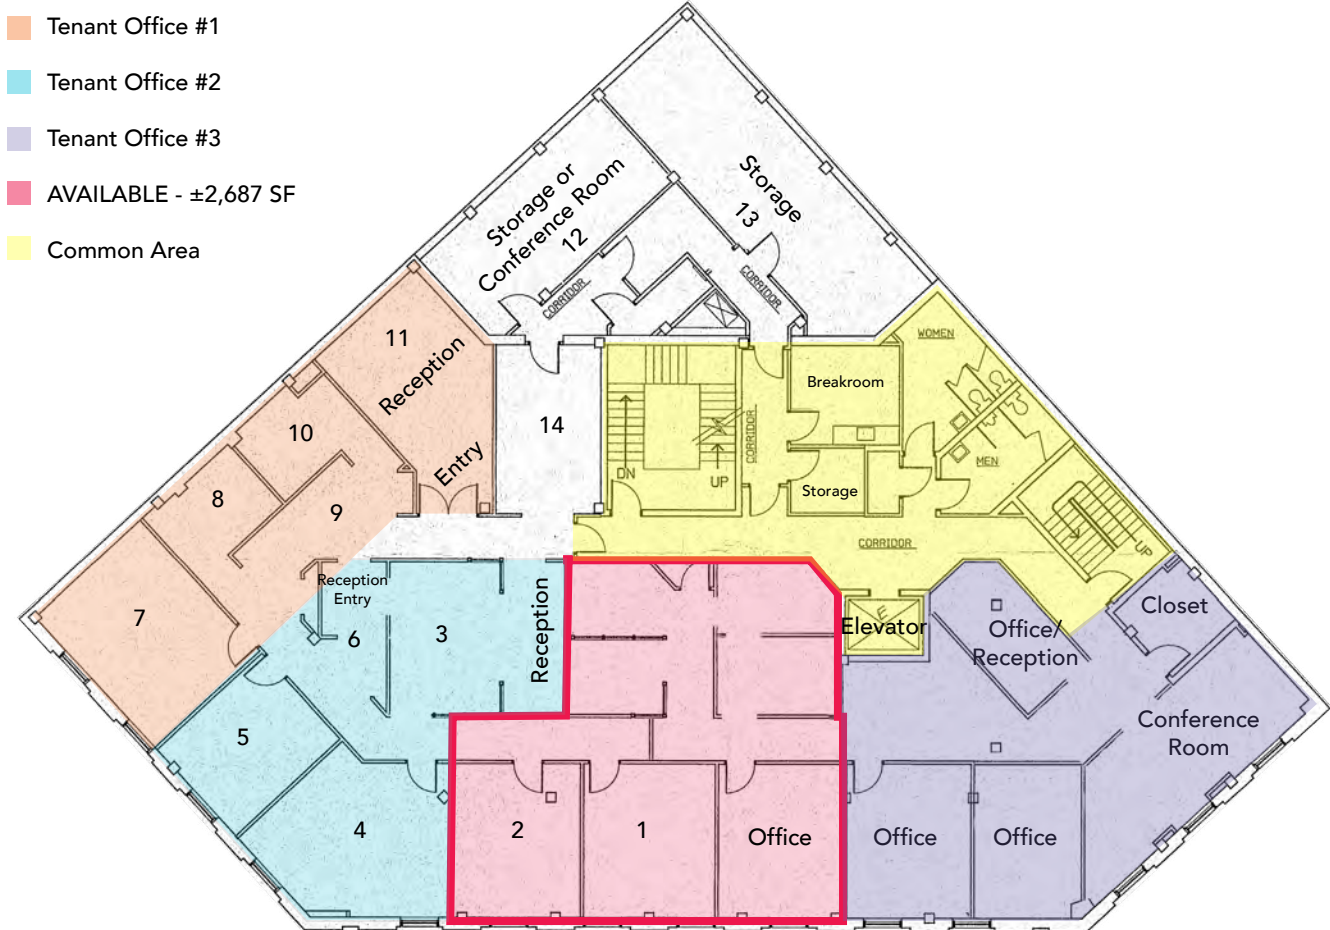 Tenant Office #1
Tenant Office #2
Tenant Office #3
AVAILABLE - ±2,687 SF
Common Area
Storage or
Conference Room
12
Storage
13
CORRIDOR
CORRIDOR
11
Reception
Entry
10
8
9
7
14
DN
UP
CORRIDOR
Breakroom
Storage
WOMEN
MEN
UP
CORRIDOR
Reception
Entry
6
3
Reception
5
4
2
1
Office
E
Elevator
Office/
Reception
Closet
Conference
Room
Office
Office